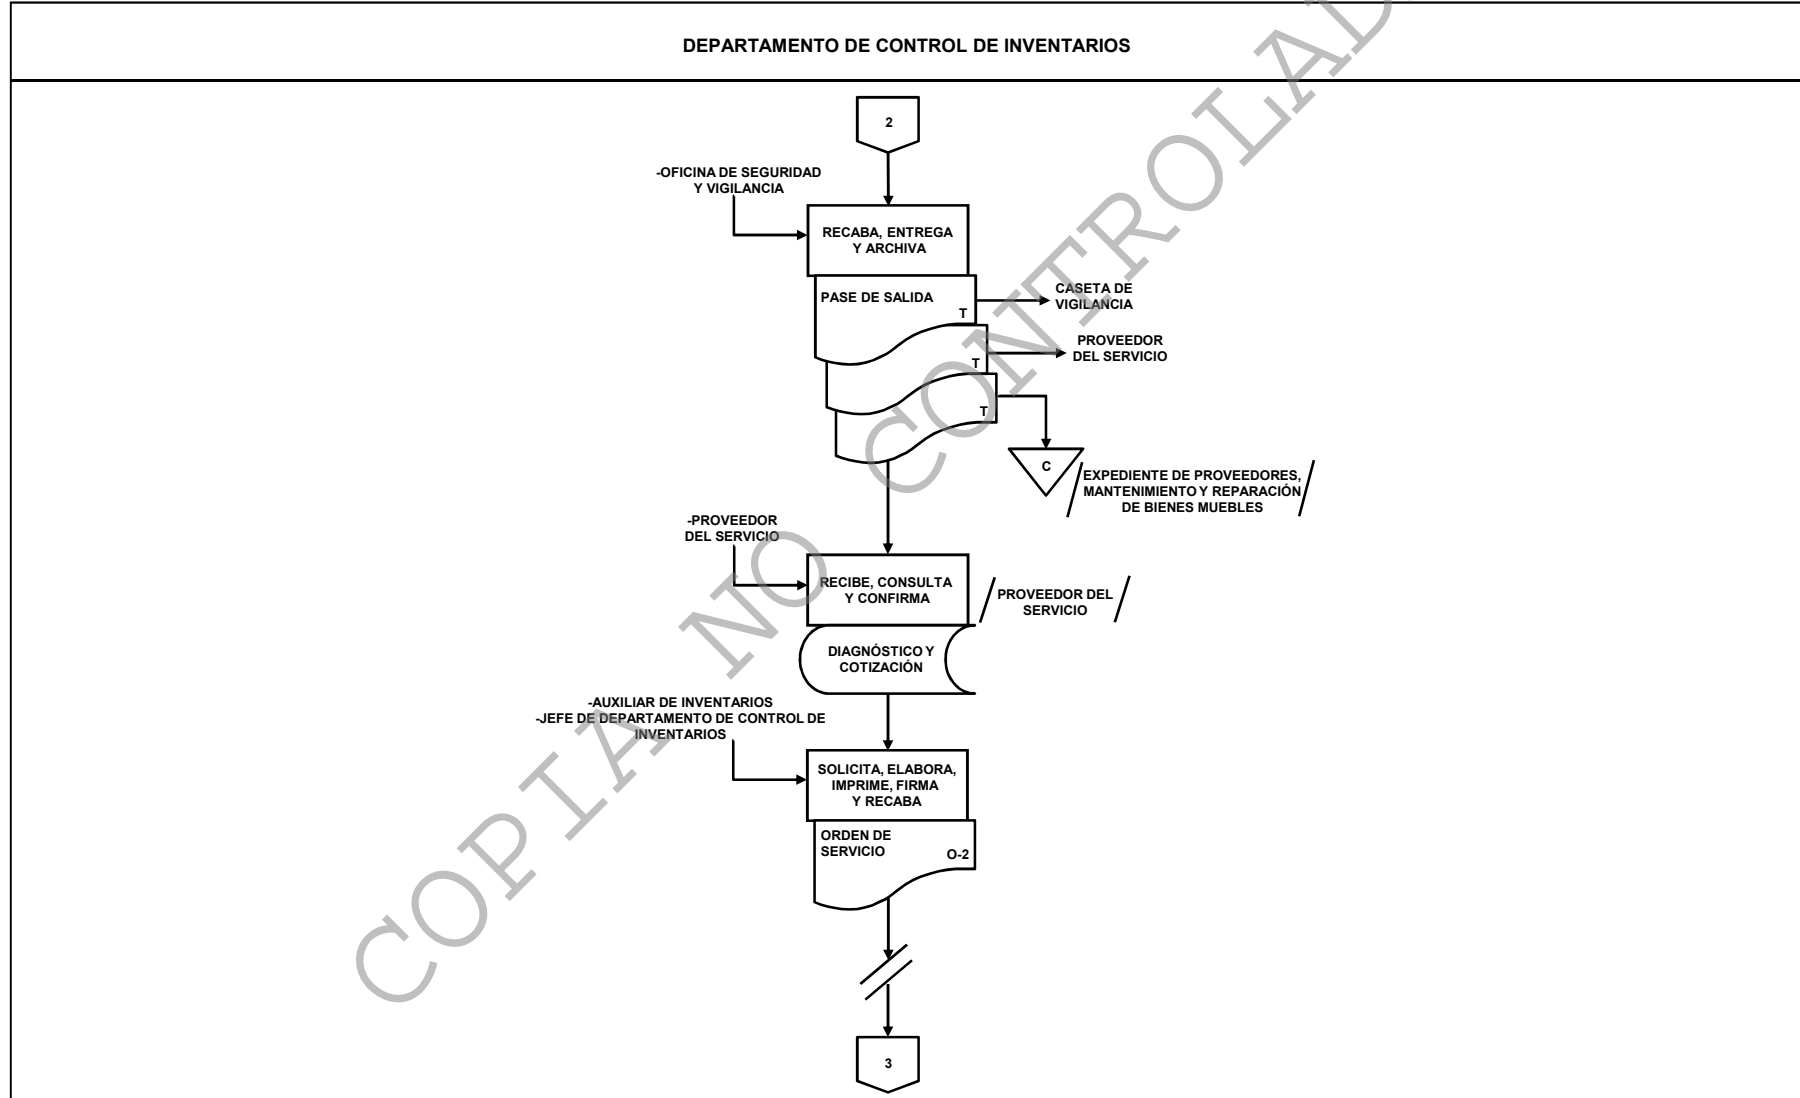 DEPARTAMENTO DE CONTROL DE INVENTARIOS
2
-OFICINA DE SEGURIDAD
Y VIGILANCIA
RECABA, ENTREGA
Y ARCHIVA
PASE DE SALIDA
T
CASETA DE
VIGILANCIA
T
PROVEEDOR
DEL SERVICIO
T
C
EXPEDIENTE DE PROVEEDORES,
MANTENIMIENTO Y REPARACIÓN
DE BIENES MUEBLES
-PROVEEDOR
DEL SERVICIO
RECIBE, CONSULTA
Y CONFIRMA
PROVEEDOR DEL
SERVICIO
DIAGNÓSTICO Y
COTIZACIÓN
-AUXILIAR DE INVENTARIOS
-JEFE DE DEPARTAMENTO DE CONTROL DE
INVENTARIOS
SOLICITA, ELABORA,
IMPRIME, FIRMA
Y RECABA
ORDEN DE
SERVICIO
O-2
3
COPIA NO CONTROLAD